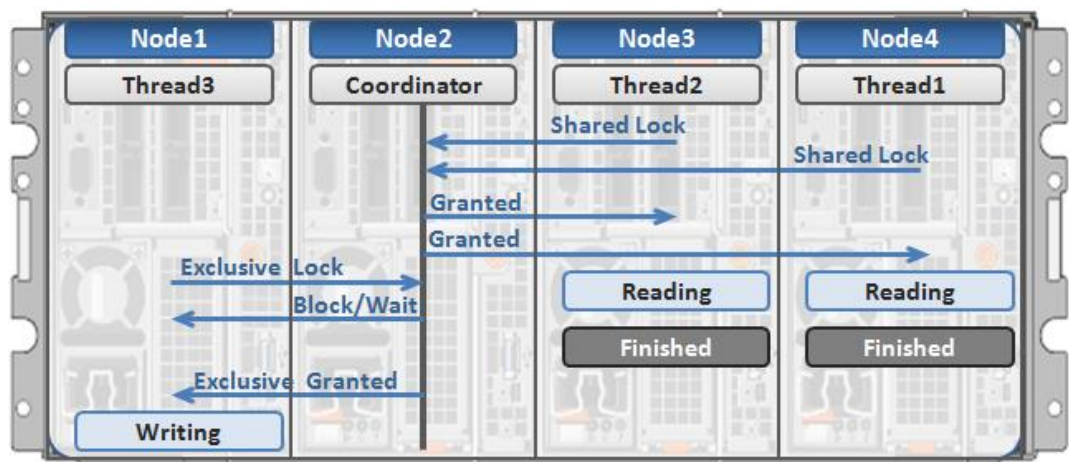 Node1
Node2
Node3
Node4
Thread3
Coordinator
Thread2
Thread1
Shared Lock
Shared Lock
Granted
Granted
Exclusive Lock
Reading
Reading
Block/Wait
Finished
Finished
Exclusive Granted
Writing